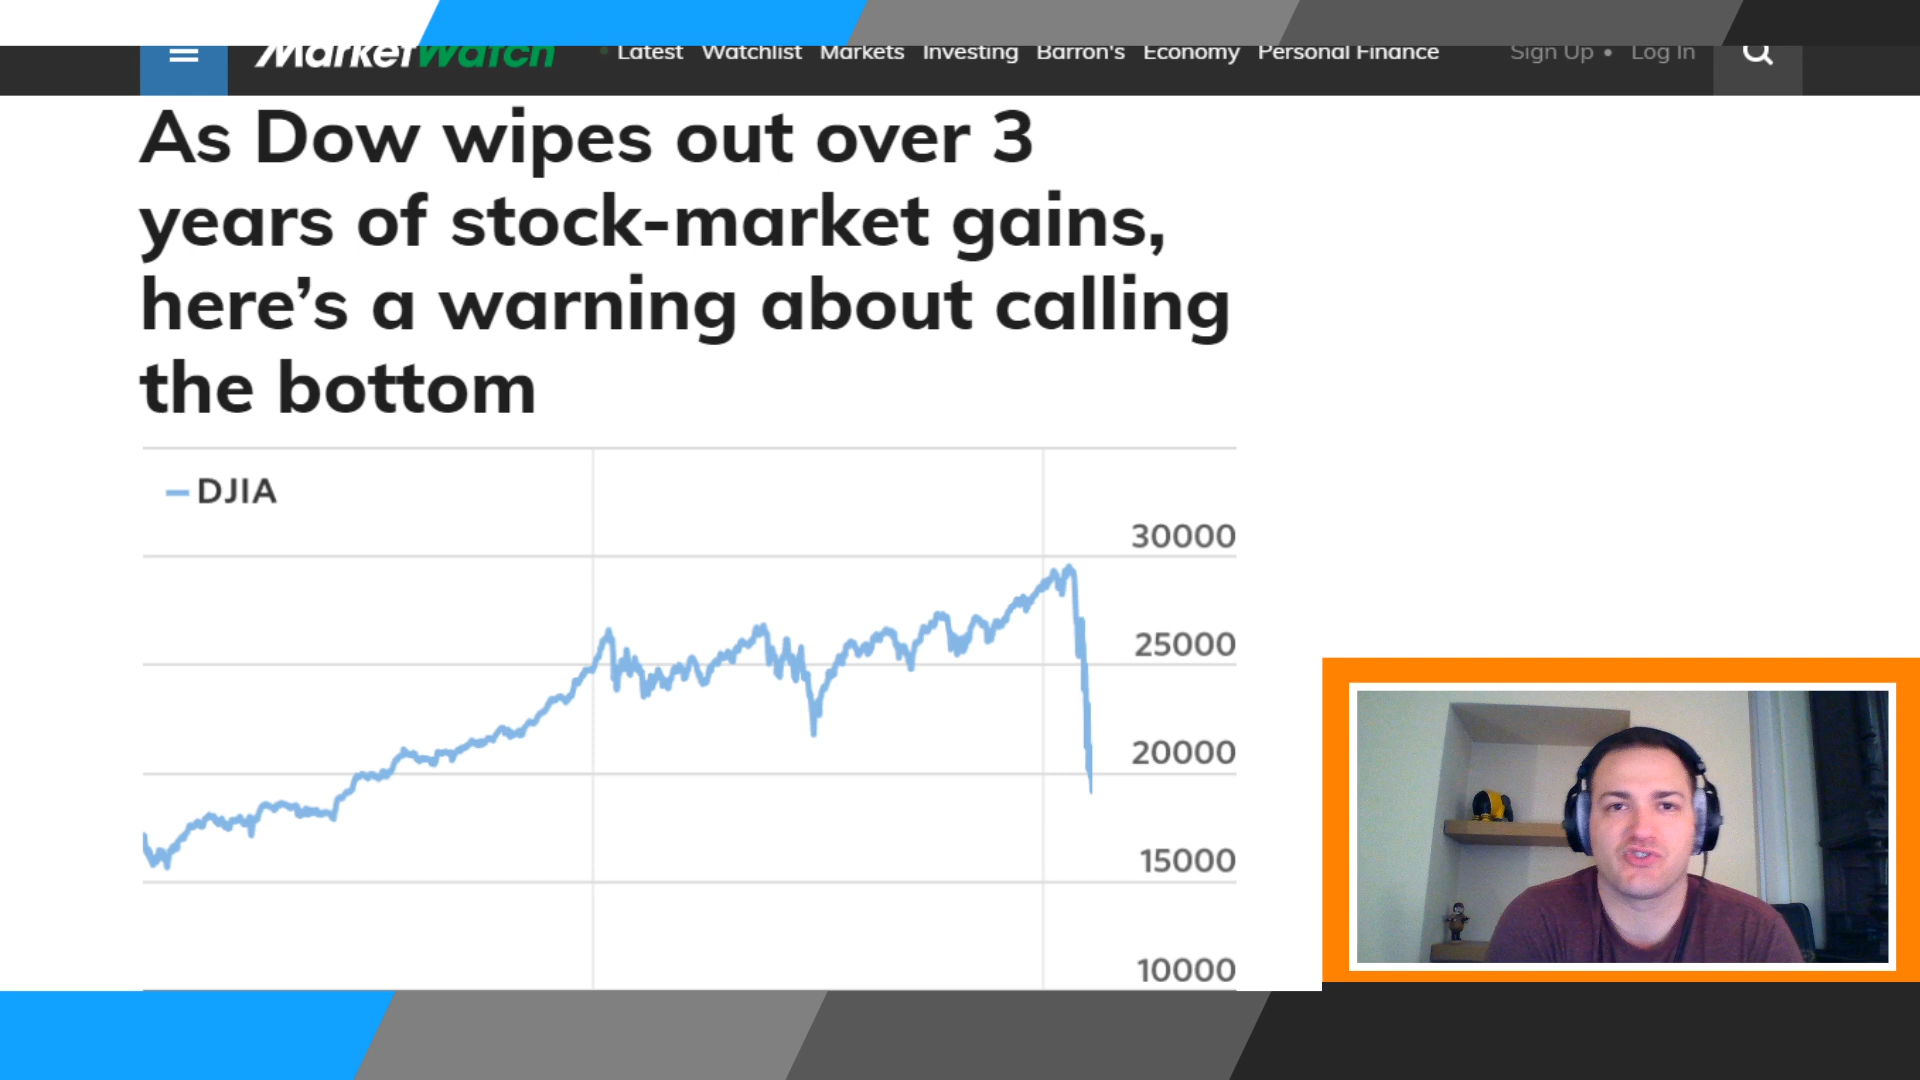 MarketWatch
Latest Watchlist Markets Investing Barron's Economy Personal Finance Sign Up • Log In
As Dow wipes out over 3
years of stock-market gains,
here’s a warning about calling
the bottom
DJIA
30000
25000
20000
15000
10000